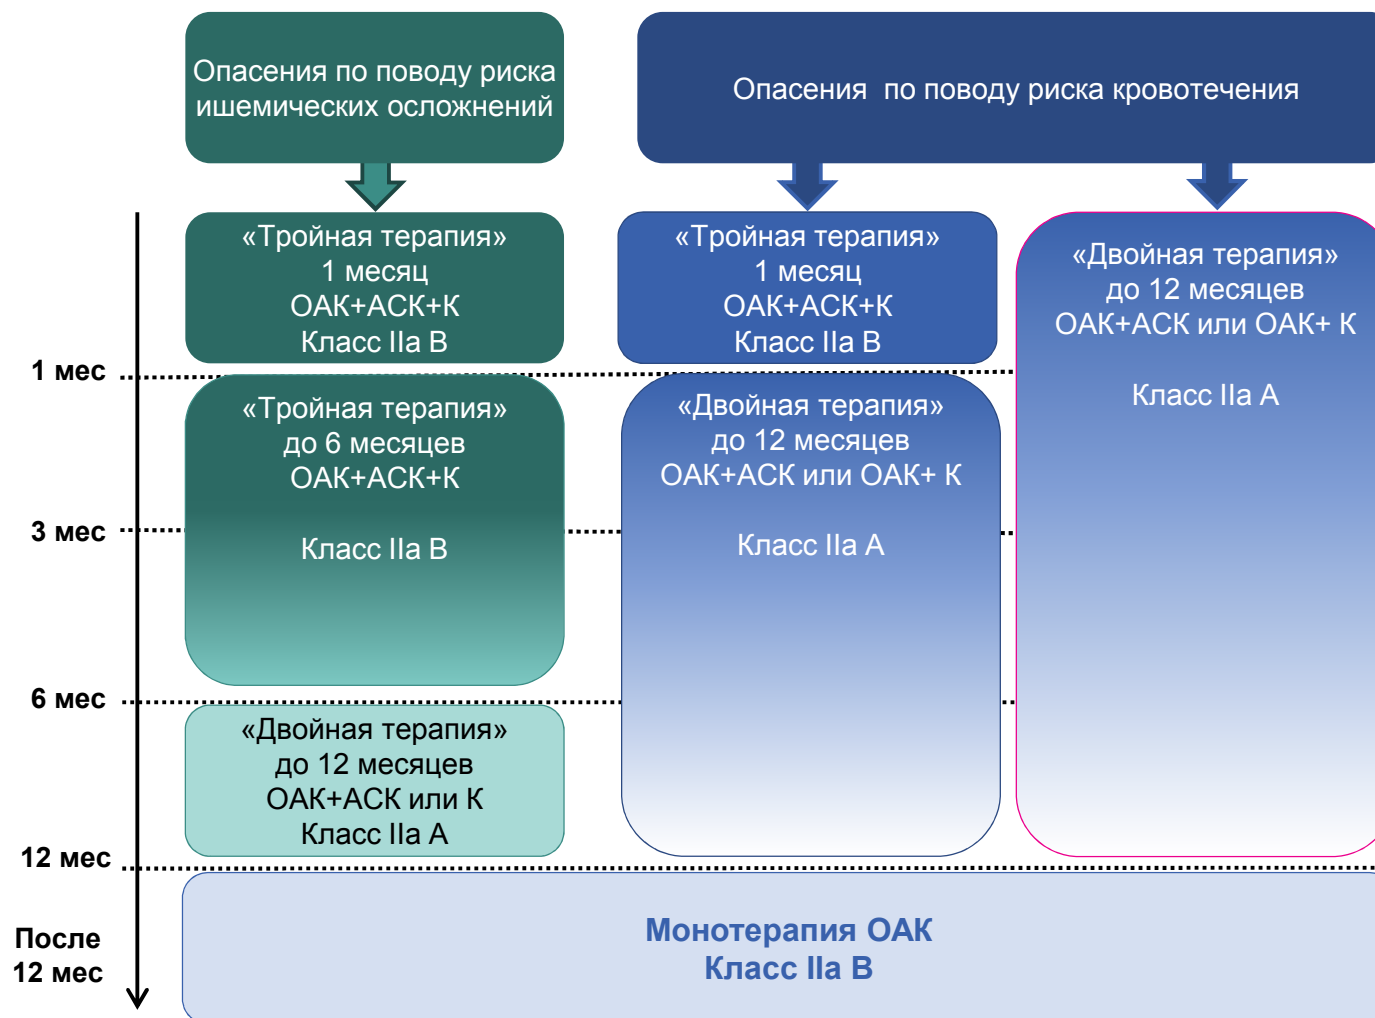 Опасения по поводу риска
ишемических осложнений
Опасения по поводу риска кровотечения
«Тройная терапия»
1 месяц
ОАК+АСК+К
Класс IIa B
«Тройная терапия»
1 месяц
ОАК+АСК+К
Класс IIa B
«Двойная терапия»
до 12 месяцев
ОАК+АСК или ОАК+ К
Класс IIa A
1 мес
«Тройная терапия»
до 6 месяцев
ОАК+АСК+К
Класс IIa B
«Двойная терапия»
до 12 месяцев
ОАК+АСК или ОАК+ К
Класс IIa A
3 мес
6 мес
«Двойная терапия»
до 12 месяцев
ОАК+АСК или К
Класс IIa A
12 мес
После
12 мес
Монотерапия ОАК
Класс IIa B